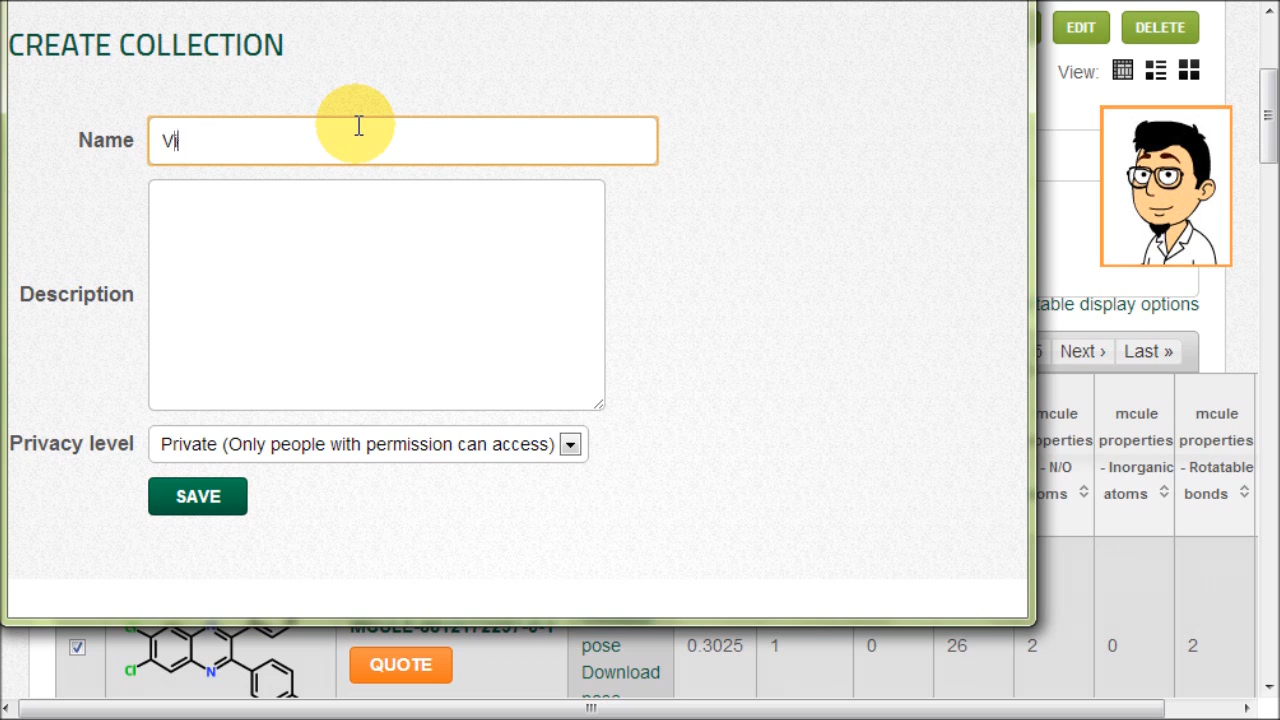 CREATE COLLECTION
EDIT
DELETE
View:
Name
Vi
Description
table display options
Next ›
Last »
Privacy level
Private (Only people with permission can access)
SAVE
mcule
- N/O
mcule
properties
- Inorganic
atoms
mcule
properties
- Rotatable
bonds
Cl
N
QUOTE
pose
Download
0.3025
1
0
26
2
0
2